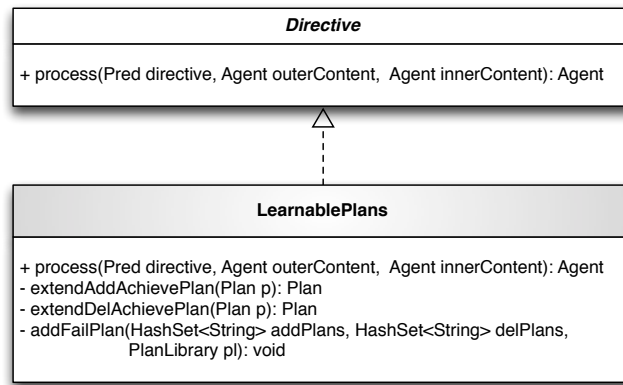 Directive
+ process(Pred directive, Agent outerContent, Agent innerContent): Agent
LearnablePlans
+ process(Pred directive, Agent outerContent, Agent innerContent): Agent
- extendAddAchievePlan(Plan p): Plan
- extendDelAchievePlan(Plan p): Plan
- addFailPlan(HashSet<String> addPlans, HashSet<String> delPlans,
PlanLibrary pl): void